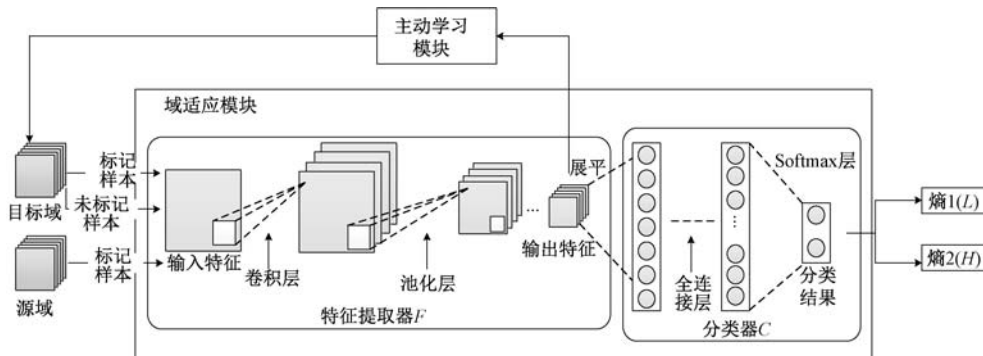 主动学习
模块
域适应模块
标记
样本
目标域
未标记
样本
标记
样本
源域
输入特征
卷积层
池化层
展平
输出特征
特征提取器F
全连
接层
Softmax层
分类
结果
分类器C
熵1(L)
熵2(H)
...
...